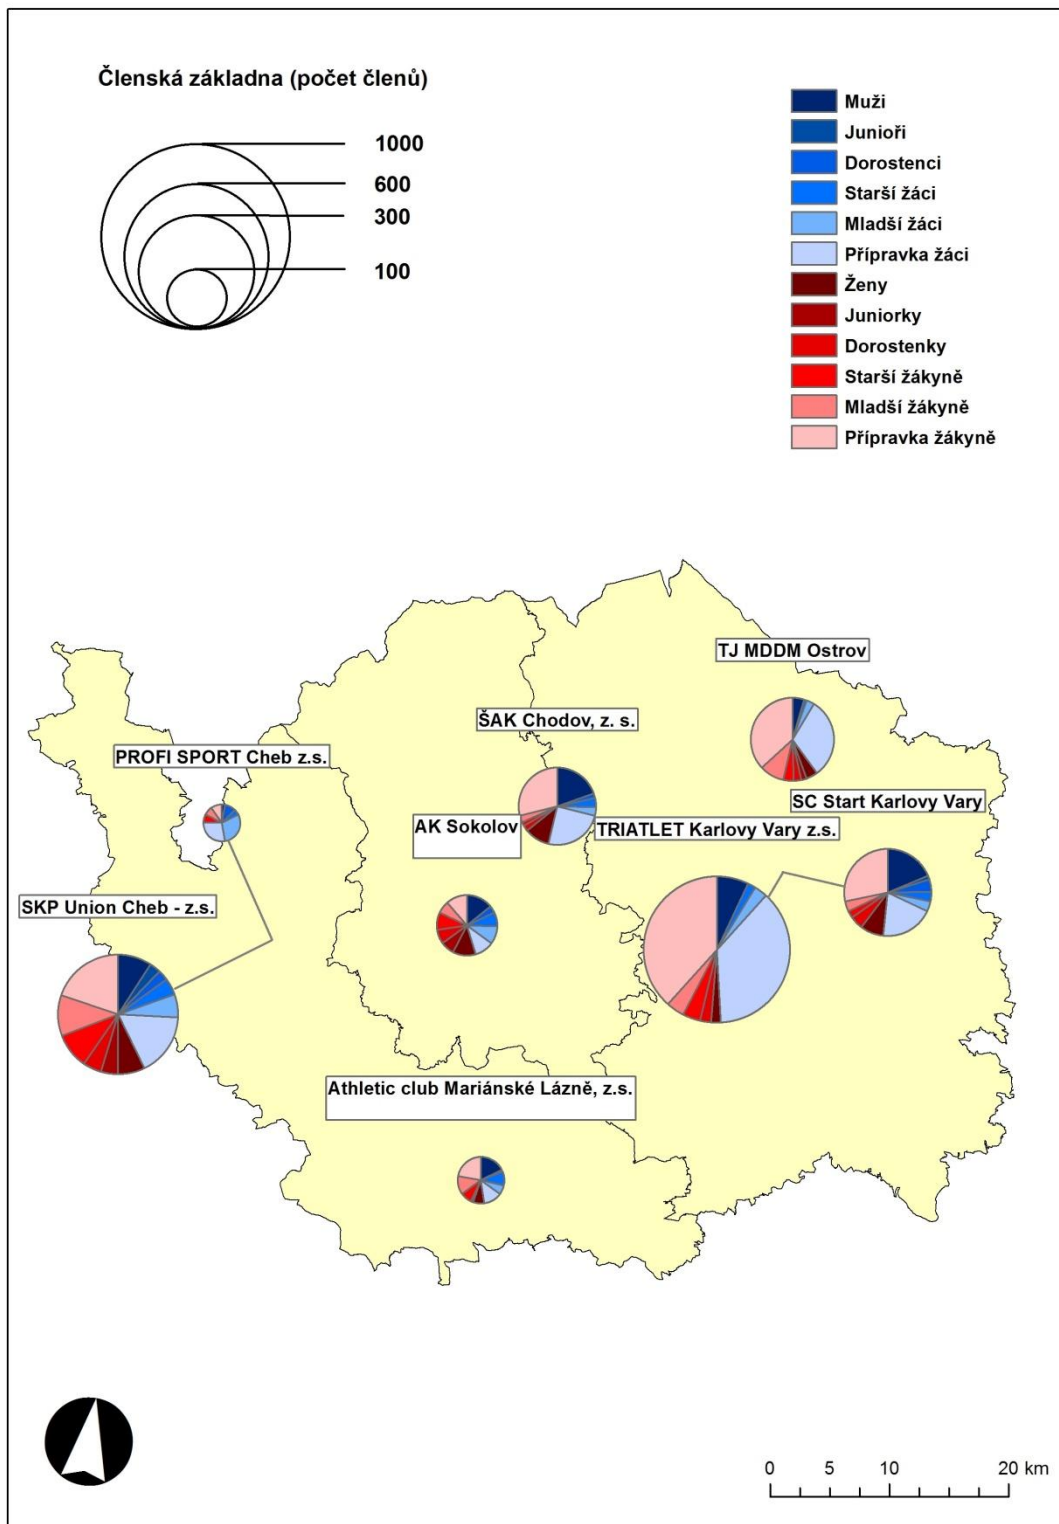 Členská základna (počet členů)
1000
600
300
100
Muži
Junioři
Dorostenci
Starší žáci
Mladší žáci
Přípravka žáci
Ženy
Juniorky
Dorostenky
Starší žákyně
Mladší žákyně
Přípravka žákyně
TJ MDDM Ostrov
ŠAK Chodov, z. s.
PROFI SPORT Cheb z.s.
SC Start Karlovy Vary
AK Sokolov
TRIATLET Karlovy Vary z.s.
SKP Union Cheb - z.s.
Athletic club Mariánské Lázně, z.s.
0 5 10 20 km